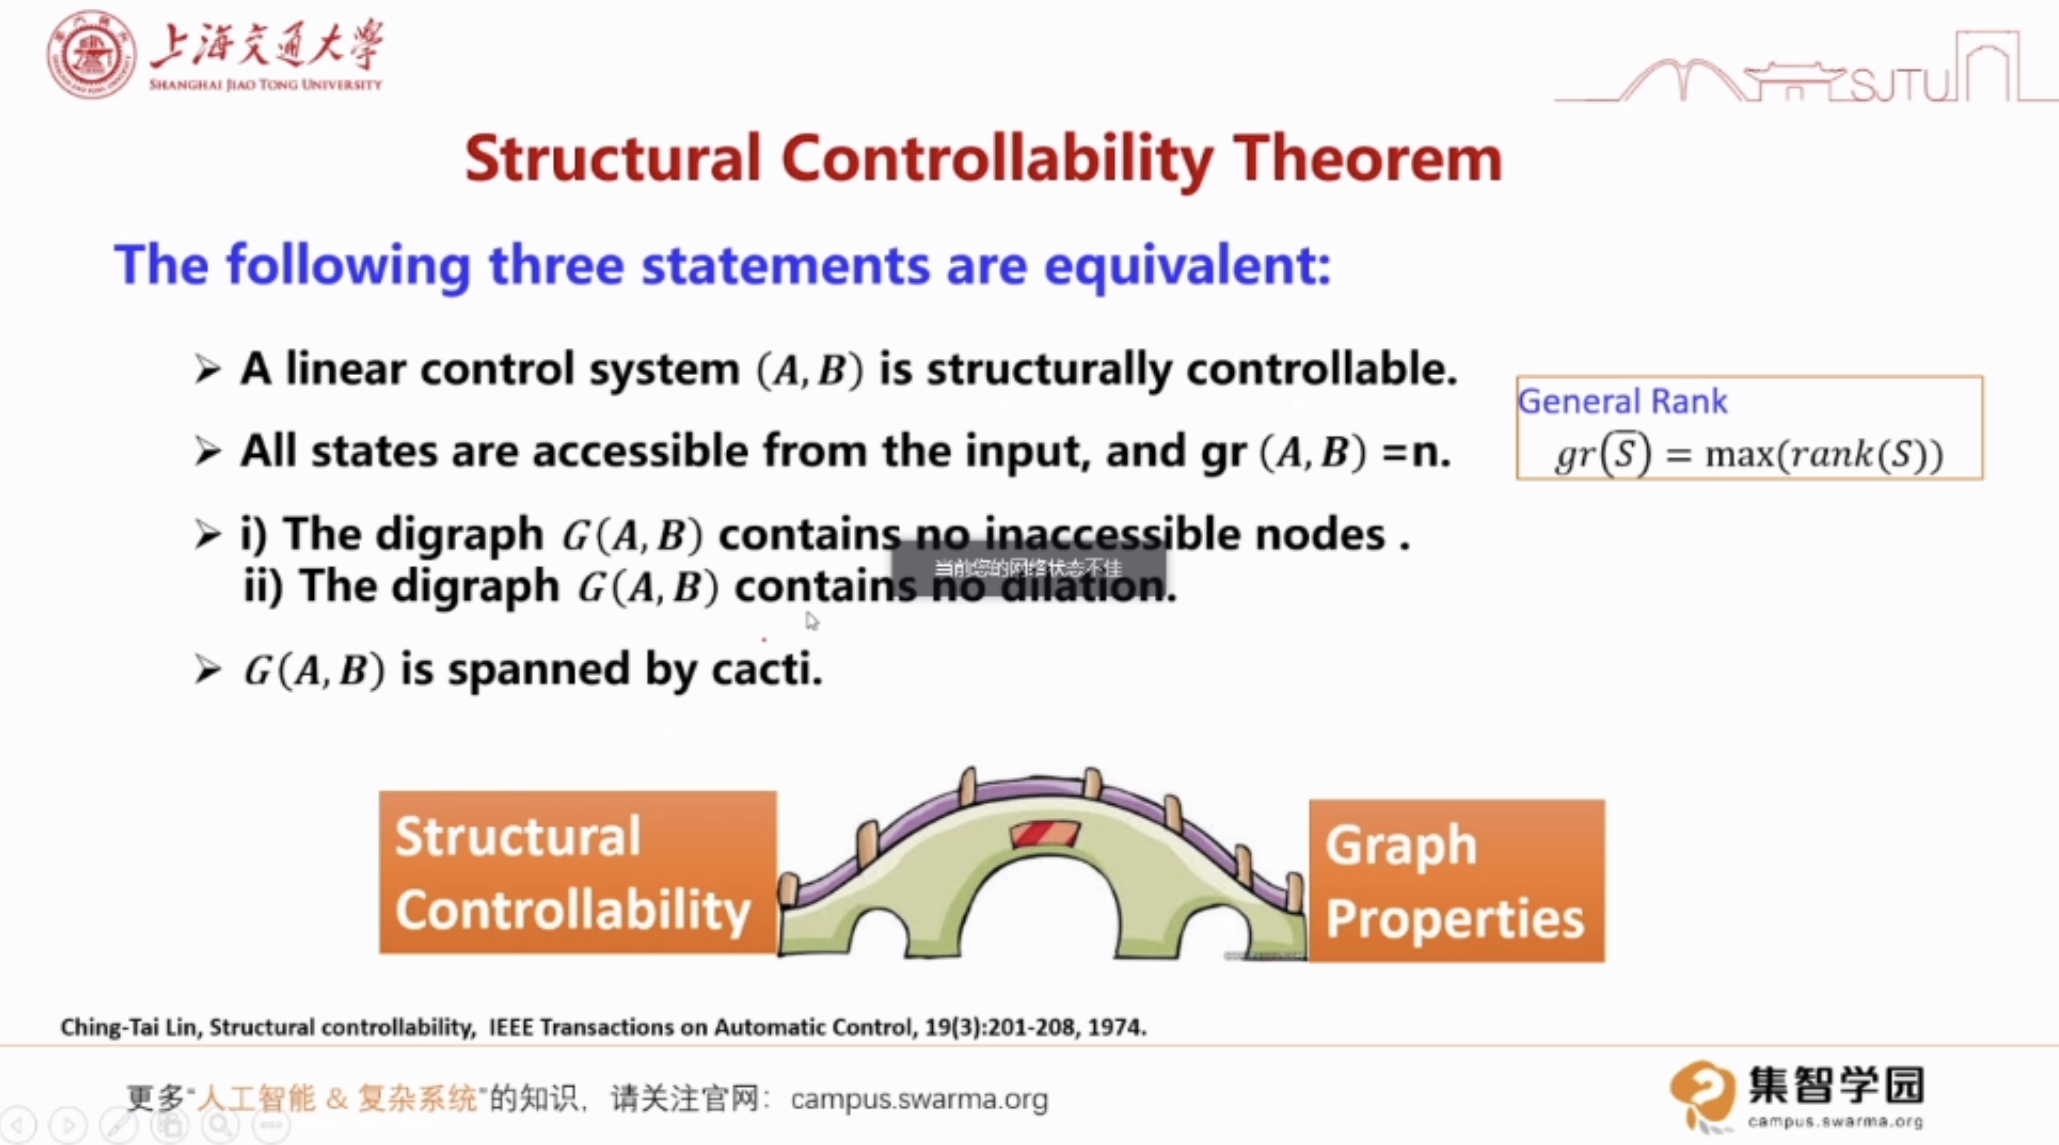 上海交通大学
SHANGHAI JIAO TONG UNIVERSITY
SJTU
Structural Controllability Theorem
The following three statements are equivalent:
➢ A linear control system (A, B) is structurally controllable.
General Rank
gr(S̅) = max(rank(S))
➢ All states are accessible from the input, and gr (A, B) =n.
➢ i) The digraph G(A, B) contains no inaccessible nodes .
当前您的网络状态不佳
ii) The digraph G(A, B) contains no dilation.
➢ G(A, B) is spanned by cacti.
Structural
Controllability
Graph
Properties
Ching-Tai Lin, Structural controllability, IEEE Transactions on Automatic Control, 19(3):201-208, 1974.
更多“人工智能 & 复杂系统”的知识，请关注官网：campus.swarma.org
集智学园
campus.swarma.org